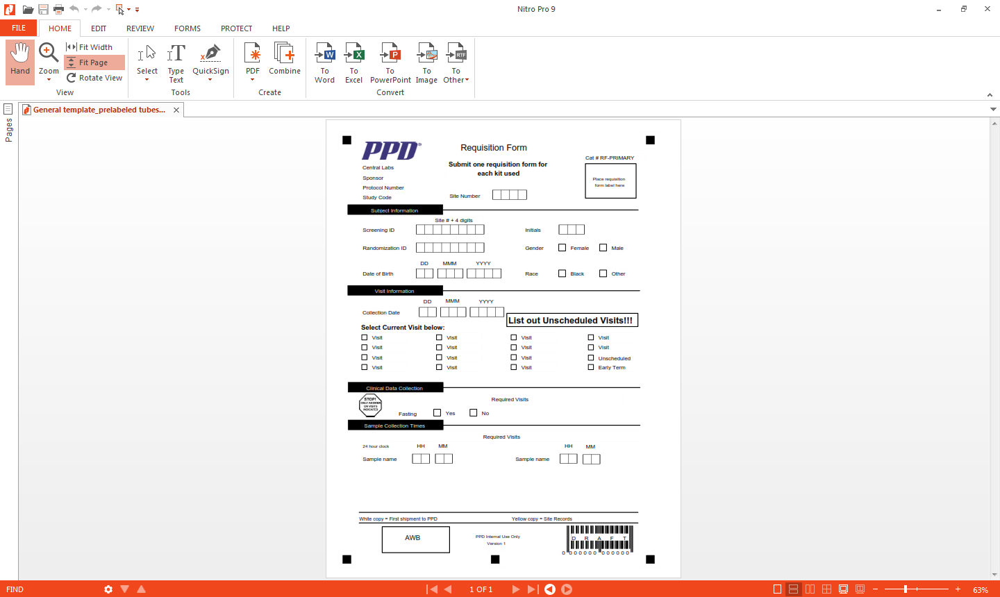 Nitro Pro 9
FILE HOME EDIT REVIEW FORMS PROTECT HELP
Hand
Zoom
Fit Width
Fit Page
Rotate View
Select
Type Text
QuickSign
PDF
Combine
To Word
To Excel
To PowerPoint
To Image
To Other
View Tools Create Convert
General template_prelabeled tubes...
Pages
PPD®
Requisition Form
Cat # RF-PRIMARY
Submit one requisition form for
each kit used
Central Labs
Sponsor
Protocol Number
Study Code
Site Number
Place requisition
form label here
Subject Information
Site # + 4 digits
Screening ID Initials
Randomization ID Gender Female Male
DD MMM YYYY
Date of Birth Race Black Other
Visit Information
DD MMM YYYY
Collection Date
List out Unscheduled Visits!!!
Select Current Visit below:
Visit Visit Visit Visit
Visit Visit Visit Visit
Visit Visit Visit Unscheduled
Visit Visit Visit Early Term
Clinical Data Collection
STOP!
ONLY ANSWER
ON VISITS
INDICATED
Required Visits
Fasting Yes No
Sample Collection Times
Required Visits
24 hour clock HH MM HH MM
Sample name Sample name
White copy = First shipment to PPD Yellow copy = Site Records
AWB
PPD Internal Use Only
Version 1
D R A F T
0 000000 000000
FIND 1 OF 1 63%